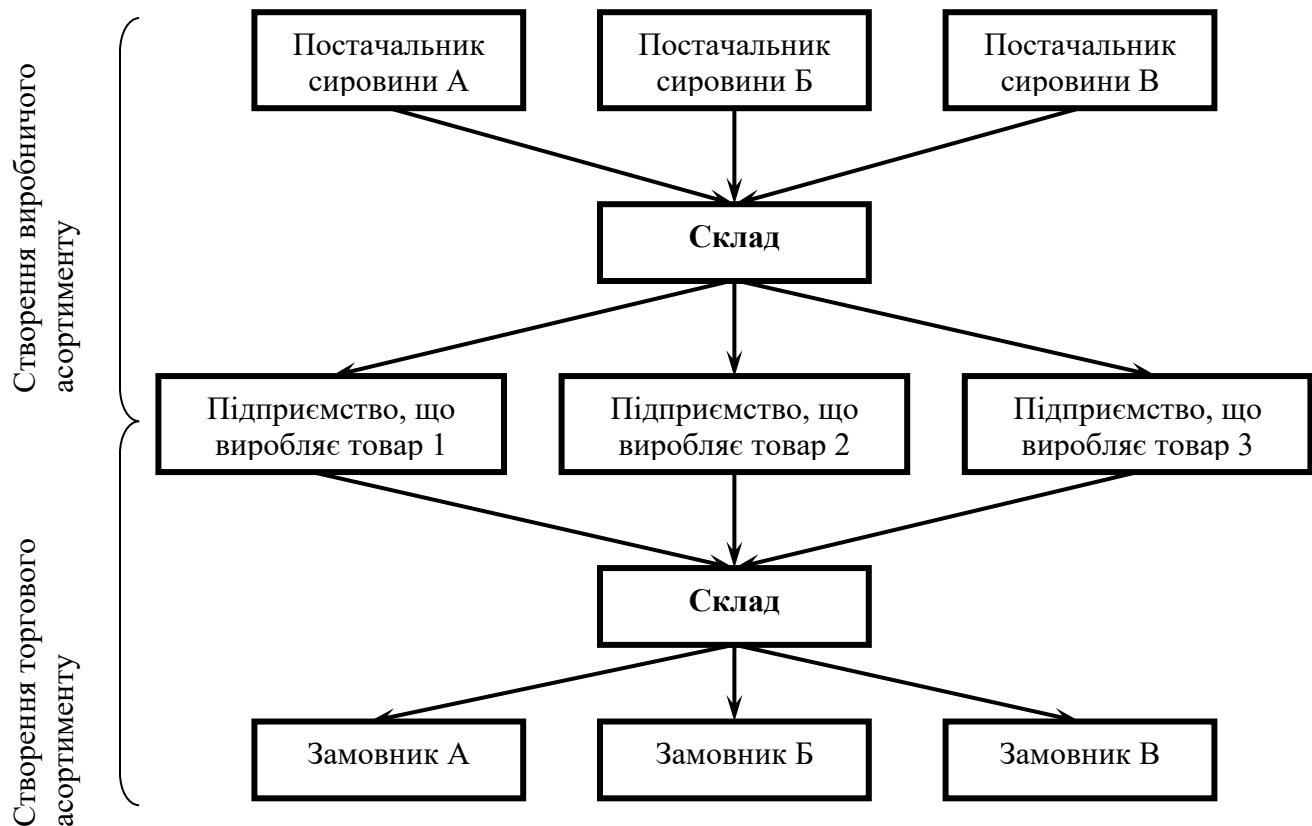 Створення виробничого
асортименту
Постачальник
сировини А
Постачальник
сировини Б
Постачальник
сировини В
Склад
Підприємство, що
виробляє товар 1
Підприємство, що
виробляє товар 2
Підприємство, що
виробляє товар 3
Створення торгового
асортименту
Склад
Замовник А
Замовник Б
Замовник В